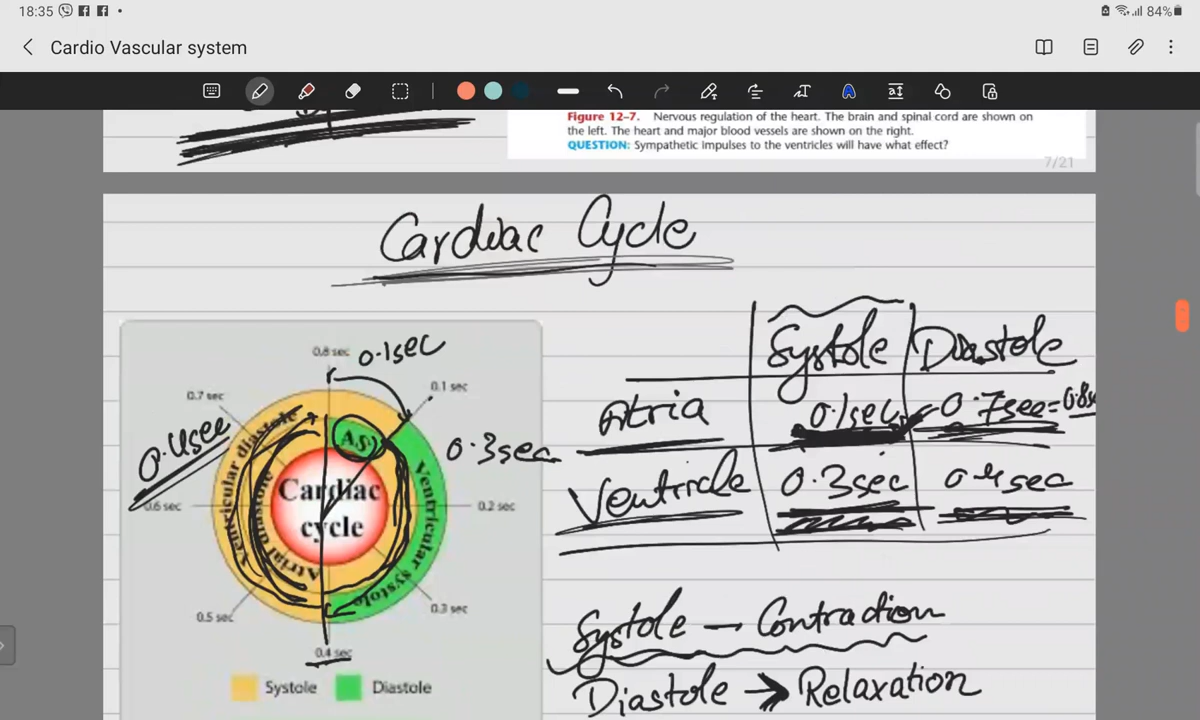 18:35 84%
Cardio Vascular system
Figure 12-7. Nervous regulation of the heart. The brain and spinal cord are shown on
the left. The heart and major blood vessels are shown on the right.
QUESTION: Sympathetic impulses to the ventricles will have what effect?
7/21
Cardiac Cycle
Systole Diastole
Atria 0.1sec 0.7sec=0.8s
Ventricle 0.3sec 0.4sec
0.8 sec 0.1sec
0.7 sec 0.1 sec
0.4sec AS 0.3sec
Ventricular diastole
Atrial diastole
Ventricular systole
Cardiac
cycle
0.6 sec 0.2 sec
0.5 sec 0.3 sec
0.4 sec
Systole Diastole
Systole — Contraction
Diastole → Relaxation